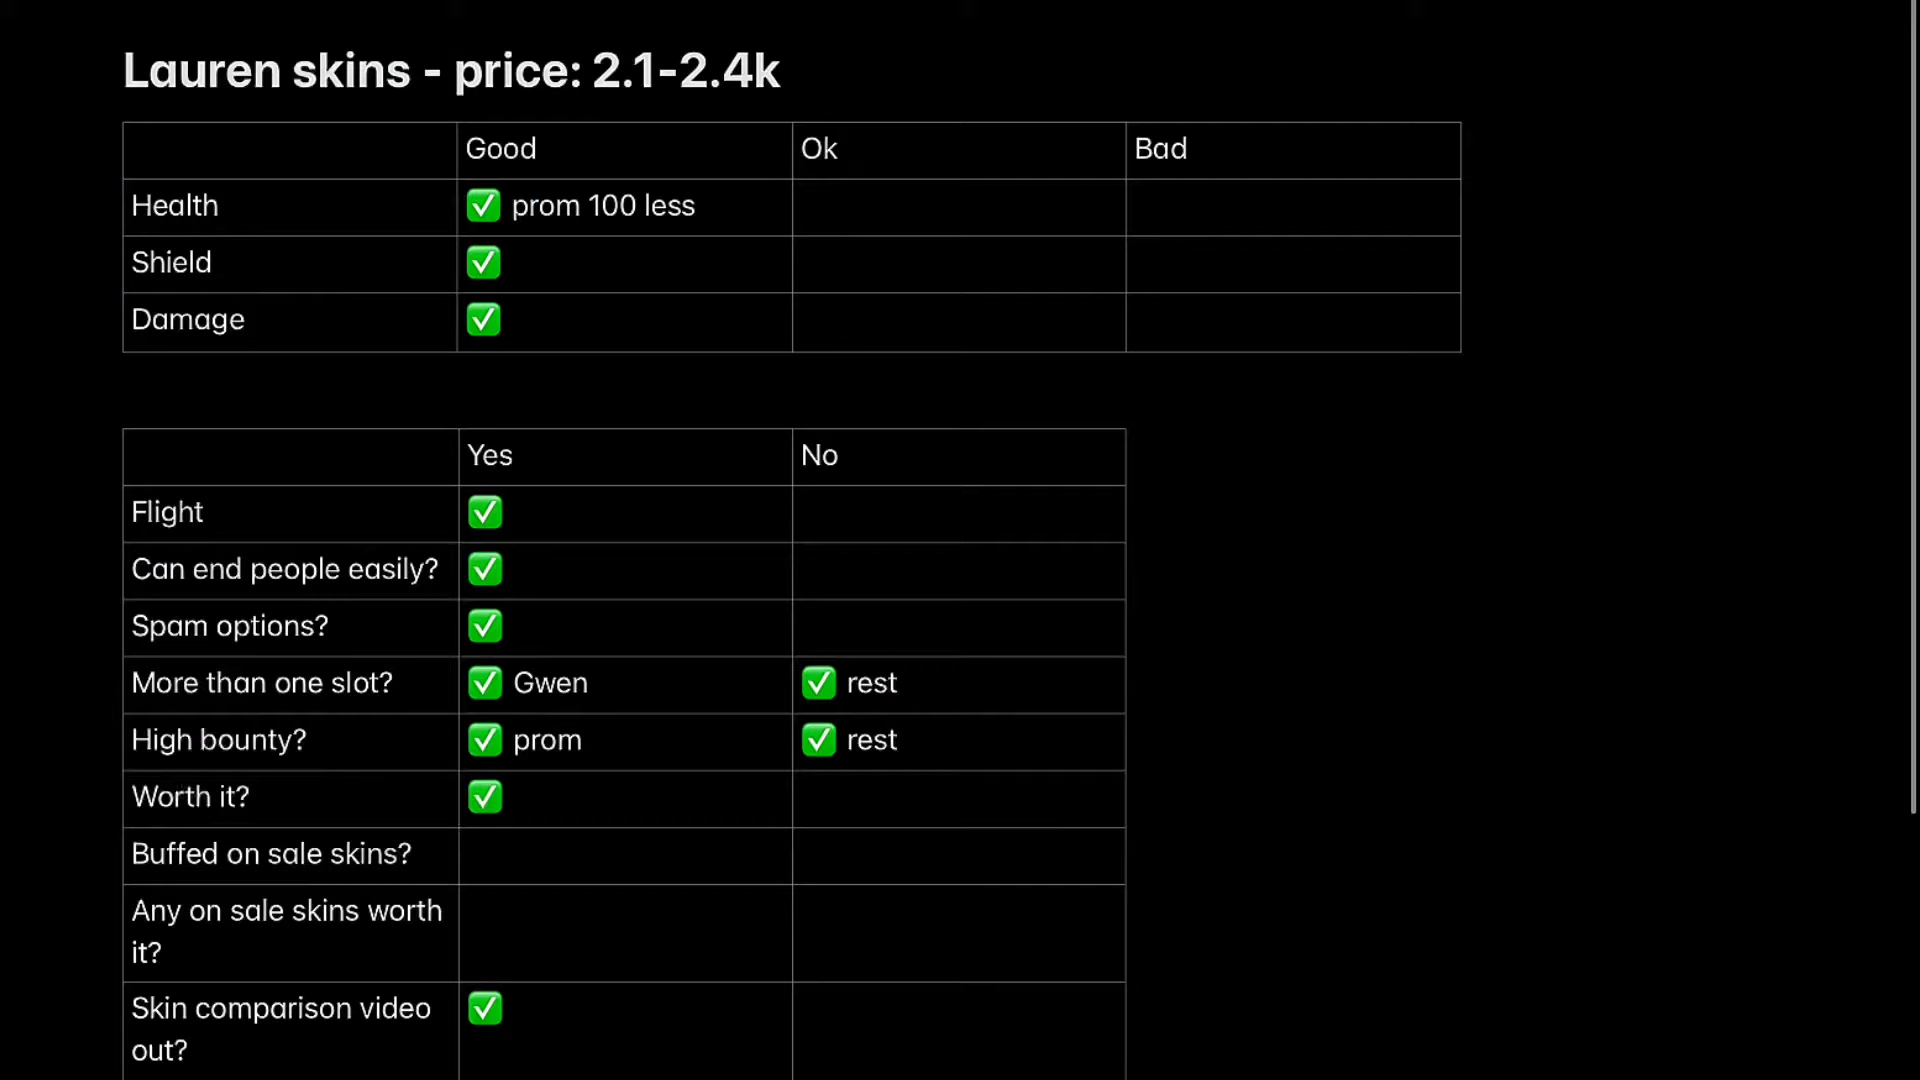 Lauren skins - price: 2.1-2.4k
Good Ok Bad
Health ✅ prom 100 less
Shield ✅
Damage ✅
Yes No
Flight ✅
Can end people easily? ✅
Spam options? ✅
More than one slot? ✅ Gwen ✅ rest
High bounty? ✅ prom ✅ rest
Worth it? ✅
Buffed on sale skins?
Any on sale skins worth
it?
Skin comparison video ✅
out?